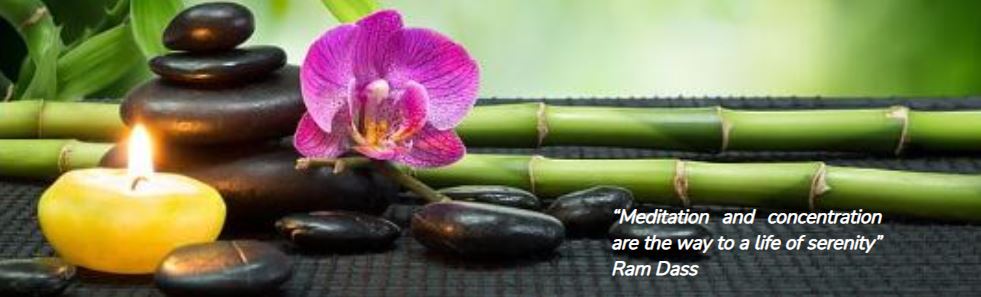 “Meditation and concentration
are the way to a life of serenity”
Ram Dass